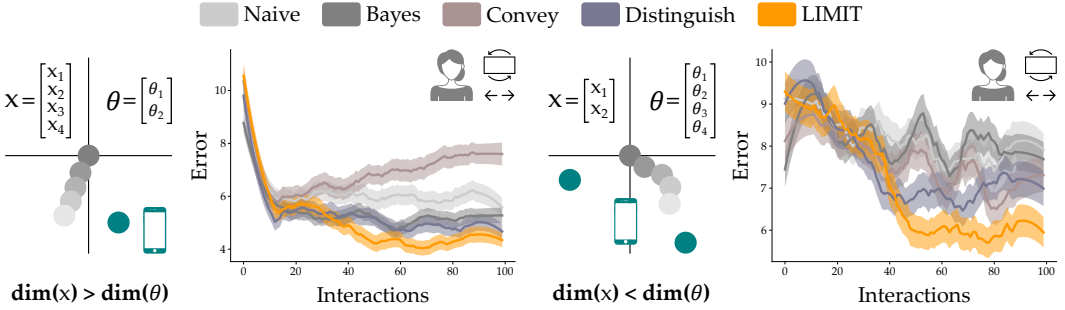 Naive Bayes Convey Distinguish LIMIT
x = [x₁ x₂ x₃ x₄]
θ = [θ₁ θ₂]
dim(x) > dim(θ)
Error
10
8
6
4
0 20 40 60 80 100
Interactions
x = [x₁ x₂]
θ = [θ₁ θ₂ θ₃ θ₄]
dim(x) < dim(θ)
Error
10
9
8
7
6
0 20 40 60 80 100
Interactions